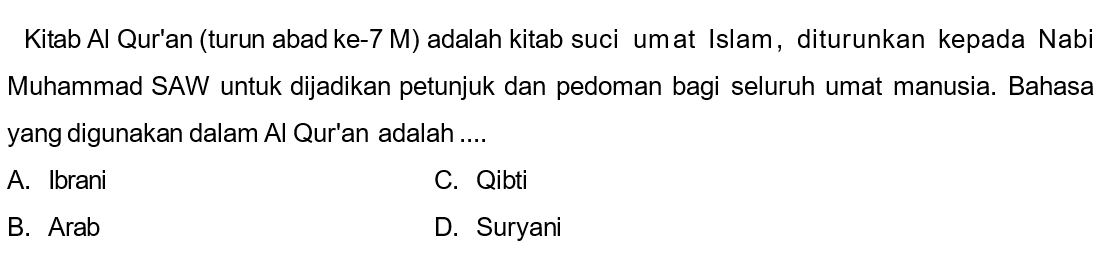 Kitab Al Qur'an (turun abad ke-7 M) adalah kitab suci umat Islam, diturunkan kepada Nabi
Muhammad SAW untuk dijadikan petunjuk dan pedoman bagi seluruh umat manusia. Bahasa
yang digunakan dalam Al Qur'an adalah ....
A. Ibrani C. Qibti
B. Arab D. Suryani